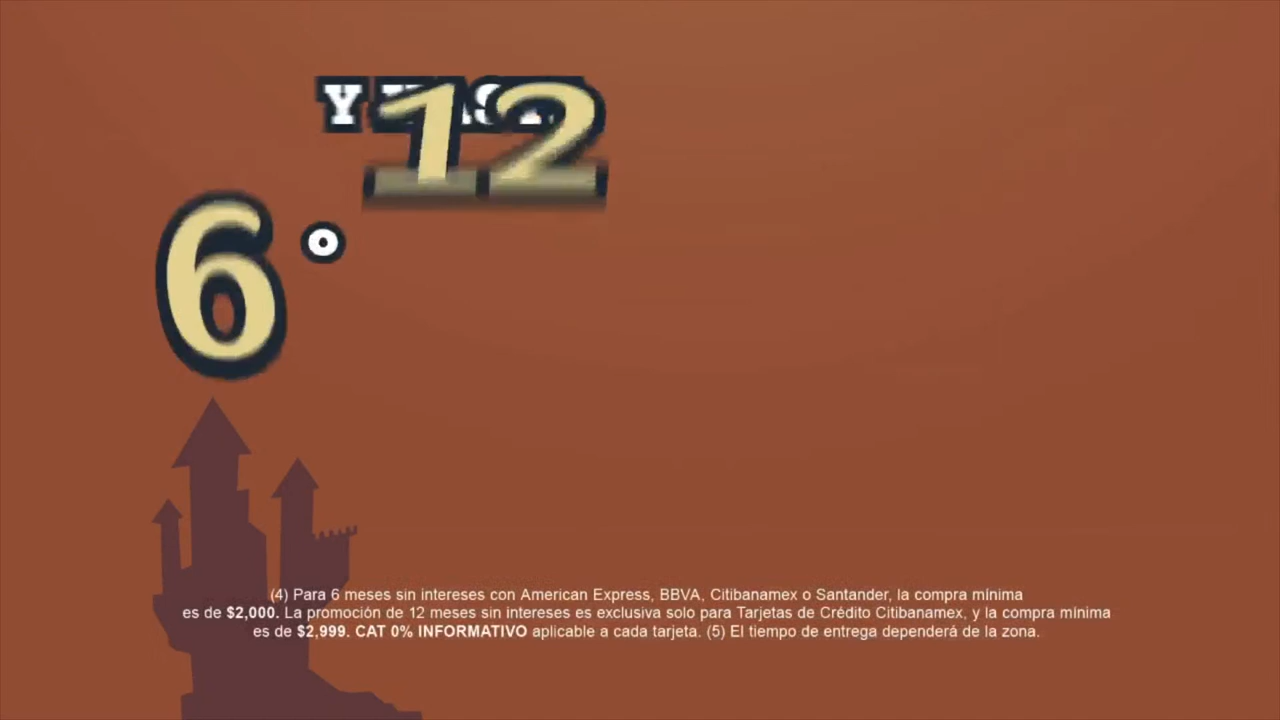 Y
12
6 o
(4) Para 6 meses sin intereses con American Express, BBVA, Citibanamex o Santander, la compra mínima
es de $2,000. La promoción de 12 meses sin intereses es exclusiva solo para Tarjetas de Crédito Citibanamex, y la compra mínima
es de $2,999. CAT 0% INFORMATIVO aplicable a cada tarjeta. (5) El tiempo de entrega dependerá de la zona.